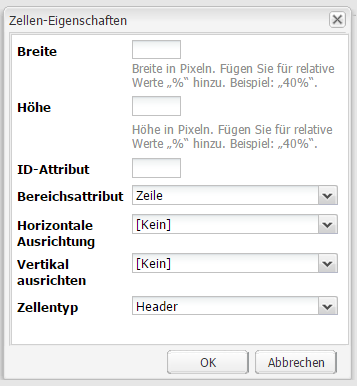 Zellen-Eigenschaften
Breite
Breite in Pixeln. Fügen Sie für relative
Werte „%“ hinzu. Beispiel: „40%“.
Höhe
Höhe in Pixeln. Fügen Sie für relative
Werte „%“ hinzu. Beispiel: „40%“.
ID-Attribut
Bereichsattribut Zeile
Horizontale
Ausrichtung
[Kein]
Vertikal
ausrichten
[Kein]
Zellentyp Header
OK Abbrechen